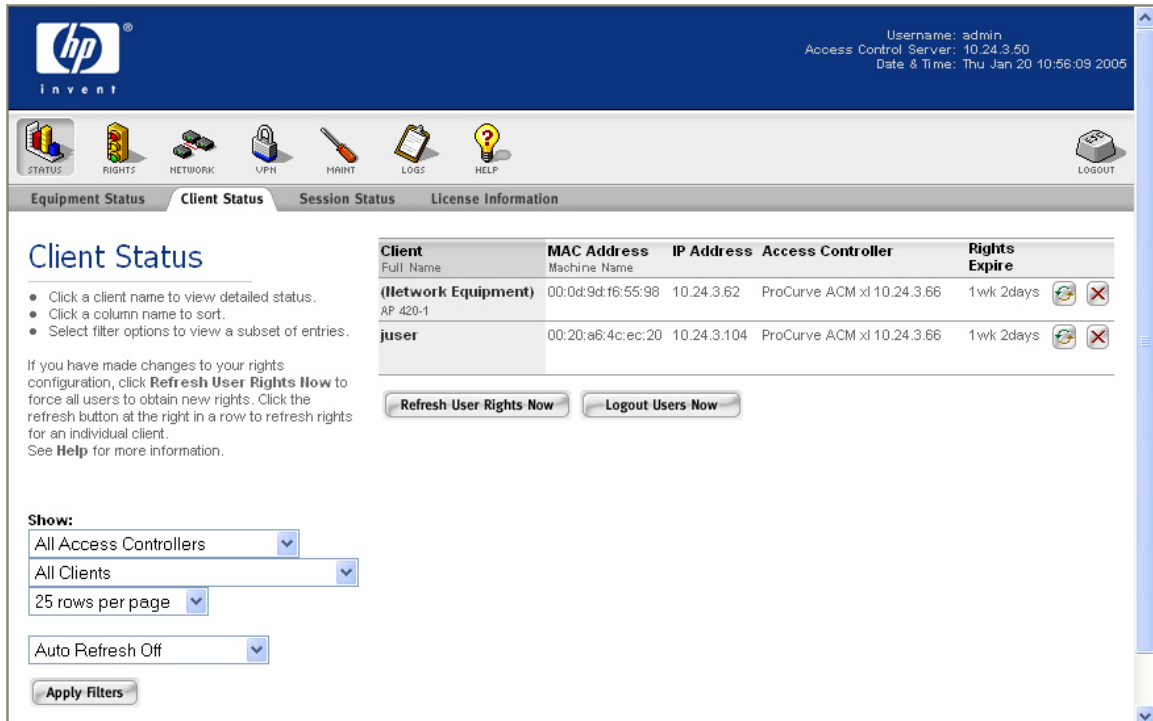 hp
®
invent
Username: admin
Access Control Server: 10.24.3.50
Date & Time: Thu Jan 20 10:56:09 2005
STATUS RIGHTS NETWORK VPN MAINT LOGS HELP LOGOUT
Equipment Status Client Status Session Status License Information
Client Status
• Click a client name to view detailed status.
• Click a column name to sort.
• Select filter options to view a subset of entries.
If you have made changes to your rights
configuration, click Refresh User Rights Now to
force all users to obtain new rights. Click the
refresh button at the right in a row to refresh rights
for an individual client.
See Help for more information.
Show:
All Access Controllers
All Clients
25 rows per page
Auto Refresh Off
Apply Filters
Client MAC Address IP Address Access Controller Rights
Full Name Machine Name Expire
(Network Equipment) 00:0d:9d:f6:55:98 10.24.3.62 ProCurve ACM xl 10.24.3.66 1wk 2days
AP 420-1
juser 00:20:a6:4c:ec:20 10.24.3.104 ProCurve ACM xl 10.24.3.66 1wk 2days
Refresh User Rights Now Logout Users Now